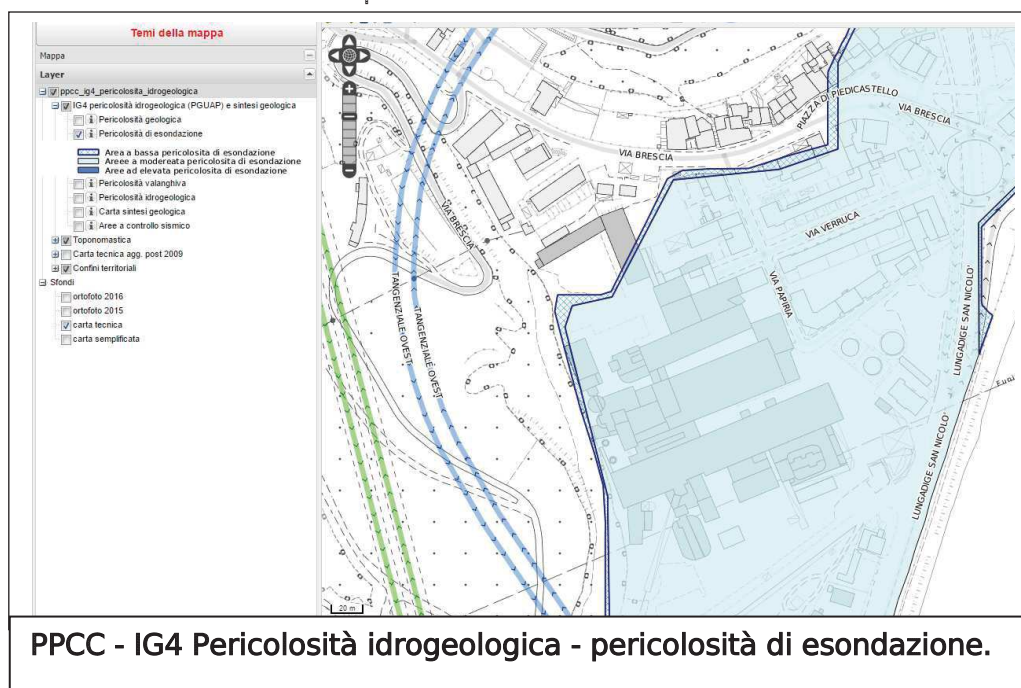 Temi della mappa
Mappa
Layer
ppcc_ig4_pericolosita_idrogeologica
IG4 pericolosità idrogeologica (PGUAP) e sintesi geologica
Pericolosità geologica
Pericolosità di esondazione
Area a bassa pericolosita di esondazione
Areee a modereata pericolosita di esondazione
Aree ad elevata pericolosita di esondazione
Pericolosità valanghiva
Pericolosità idrogeologica
Carta sintesi geologica
Aree a controllo sismico
Toponomastica
Carta tecnica agg. post 2009
Confini territoriali
Sfondi
ortofoto 2016
ortofoto 2015
carta tecnica
carta semplificata
PIAZZA DI PIEDICASTELLO
VIA BRESCIA
VIA BRESCIA
VIA BRESCIA
VIA VERRUCA
VIA PAPIRIA
TANGENZIALE OVEST
TANGENZIALE OVEST
LUNGADIGE SAN NICOLO'
LUNGADIGE SAN NICOLO'
Funi
20 m
PPCC - IG4 Pericolosità idrogeologica - pericolosità di esondazione.